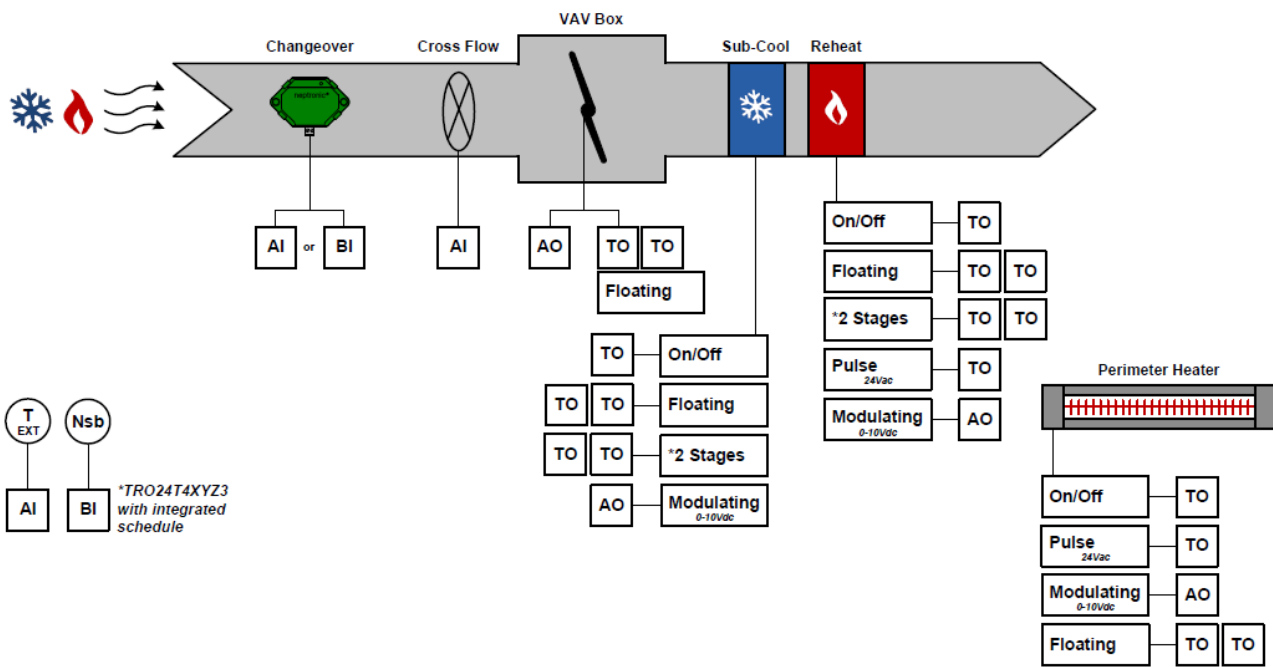 VAV Box
Changeover
Cross Flow
Sub-Cool
Reheat
neptronic
AI or BI
AI
AO
TO TO
Floating
On/Off TO
Floating TO TO
*2 Stages TO TO
Pulse TO
24Vac
Modulating AO
0-10Vdc
TO On/Off
TO TO Floating
TO TO *2 Stages
AO Modulating
0-10Vdc
T
EXT
Nsb
AI
BI
*TRO24T4XYZ3
with integrated
schedule
Perimeter Heater
On/Off TO
Pulse TO
24Vac
Modulating AO
0-10Vdc
Floating TO TO